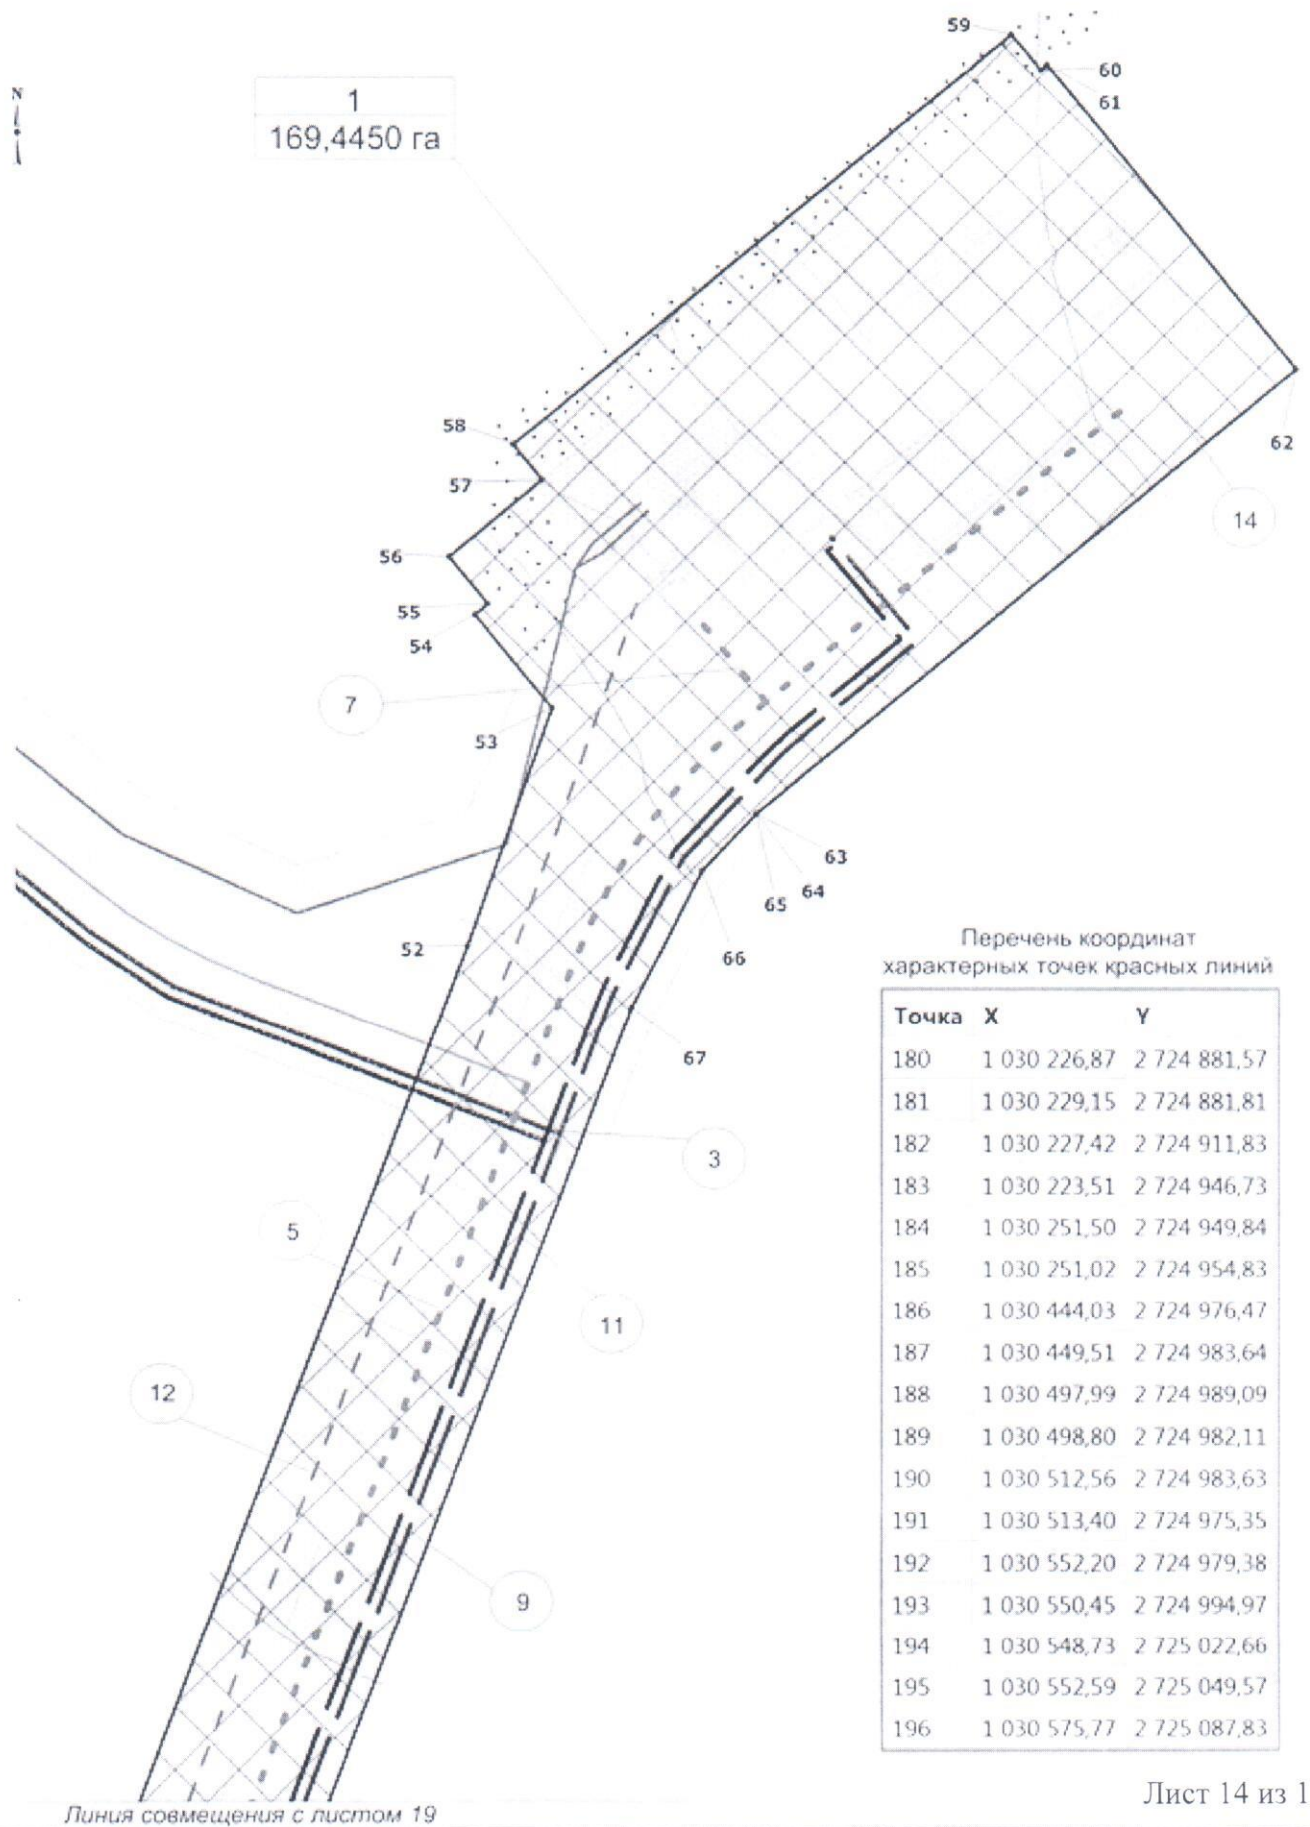 N
1
169,4450 га
59
60
61
58
62
57
14
56
55
54
7
53
63
64
65
52
66
67
3
5
11
12
9
Перечень координат
характерных точек красных линий
Точка X Y
180 1 030 226,87 2 724 881,57
181 1 030 229,15 2 724 881,81
182 1 030 227,42 2 724 911,83
183 1 030 223,51 2 724 946,73
184 1 030 251,50 2 724 949,84
185 1 030 251,02 2 724 954,83
186 1 030 444,03 2 724 976,47
187 1 030 449,51 2 724 983,64
188 1 030 497,99 2 724 989,09
189 1 030 498,80 2 724 982,11
190 1 030 512,56 2 724 983,63
191 1 030 513,40 2 724 975,35
192 1 030 552,20 2 724 979,38
193 1 030 550,45 2 724 994,97
194 1 030 548,73 2 725 022,66
195 1 030 552,59 2 725 049,57
196 1 030 575,77 2 725 087,83
Лист 14 из 1
Линия совмещения с листом 19